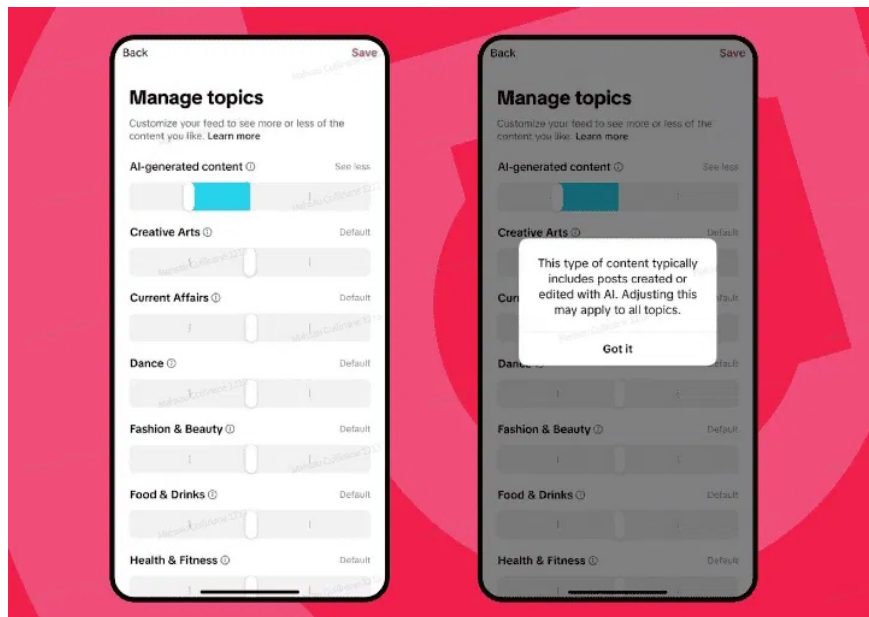 Back
Save
Manage topics
Customize your feed to see more or less of the
content you like. Learn more
AI-generated content
See less
Creative Arts
Default
Current Affairs
Default
Dance
Default
Fashion & Beauty
Default
Food & Drinks
Default
Health & Fitness
Default
Back
Save
Manage topics
Customize your feed to see more or less of the
content you like. Learn more
AI-generated content
See less
Creative Arts
Default
This type of content typically
includes posts created or
edited with AI. Adjusting this
may apply to all topics.
Got it
Fashion & Beauty
Default
Food & Drinks
Default
Health & Fitness
Default